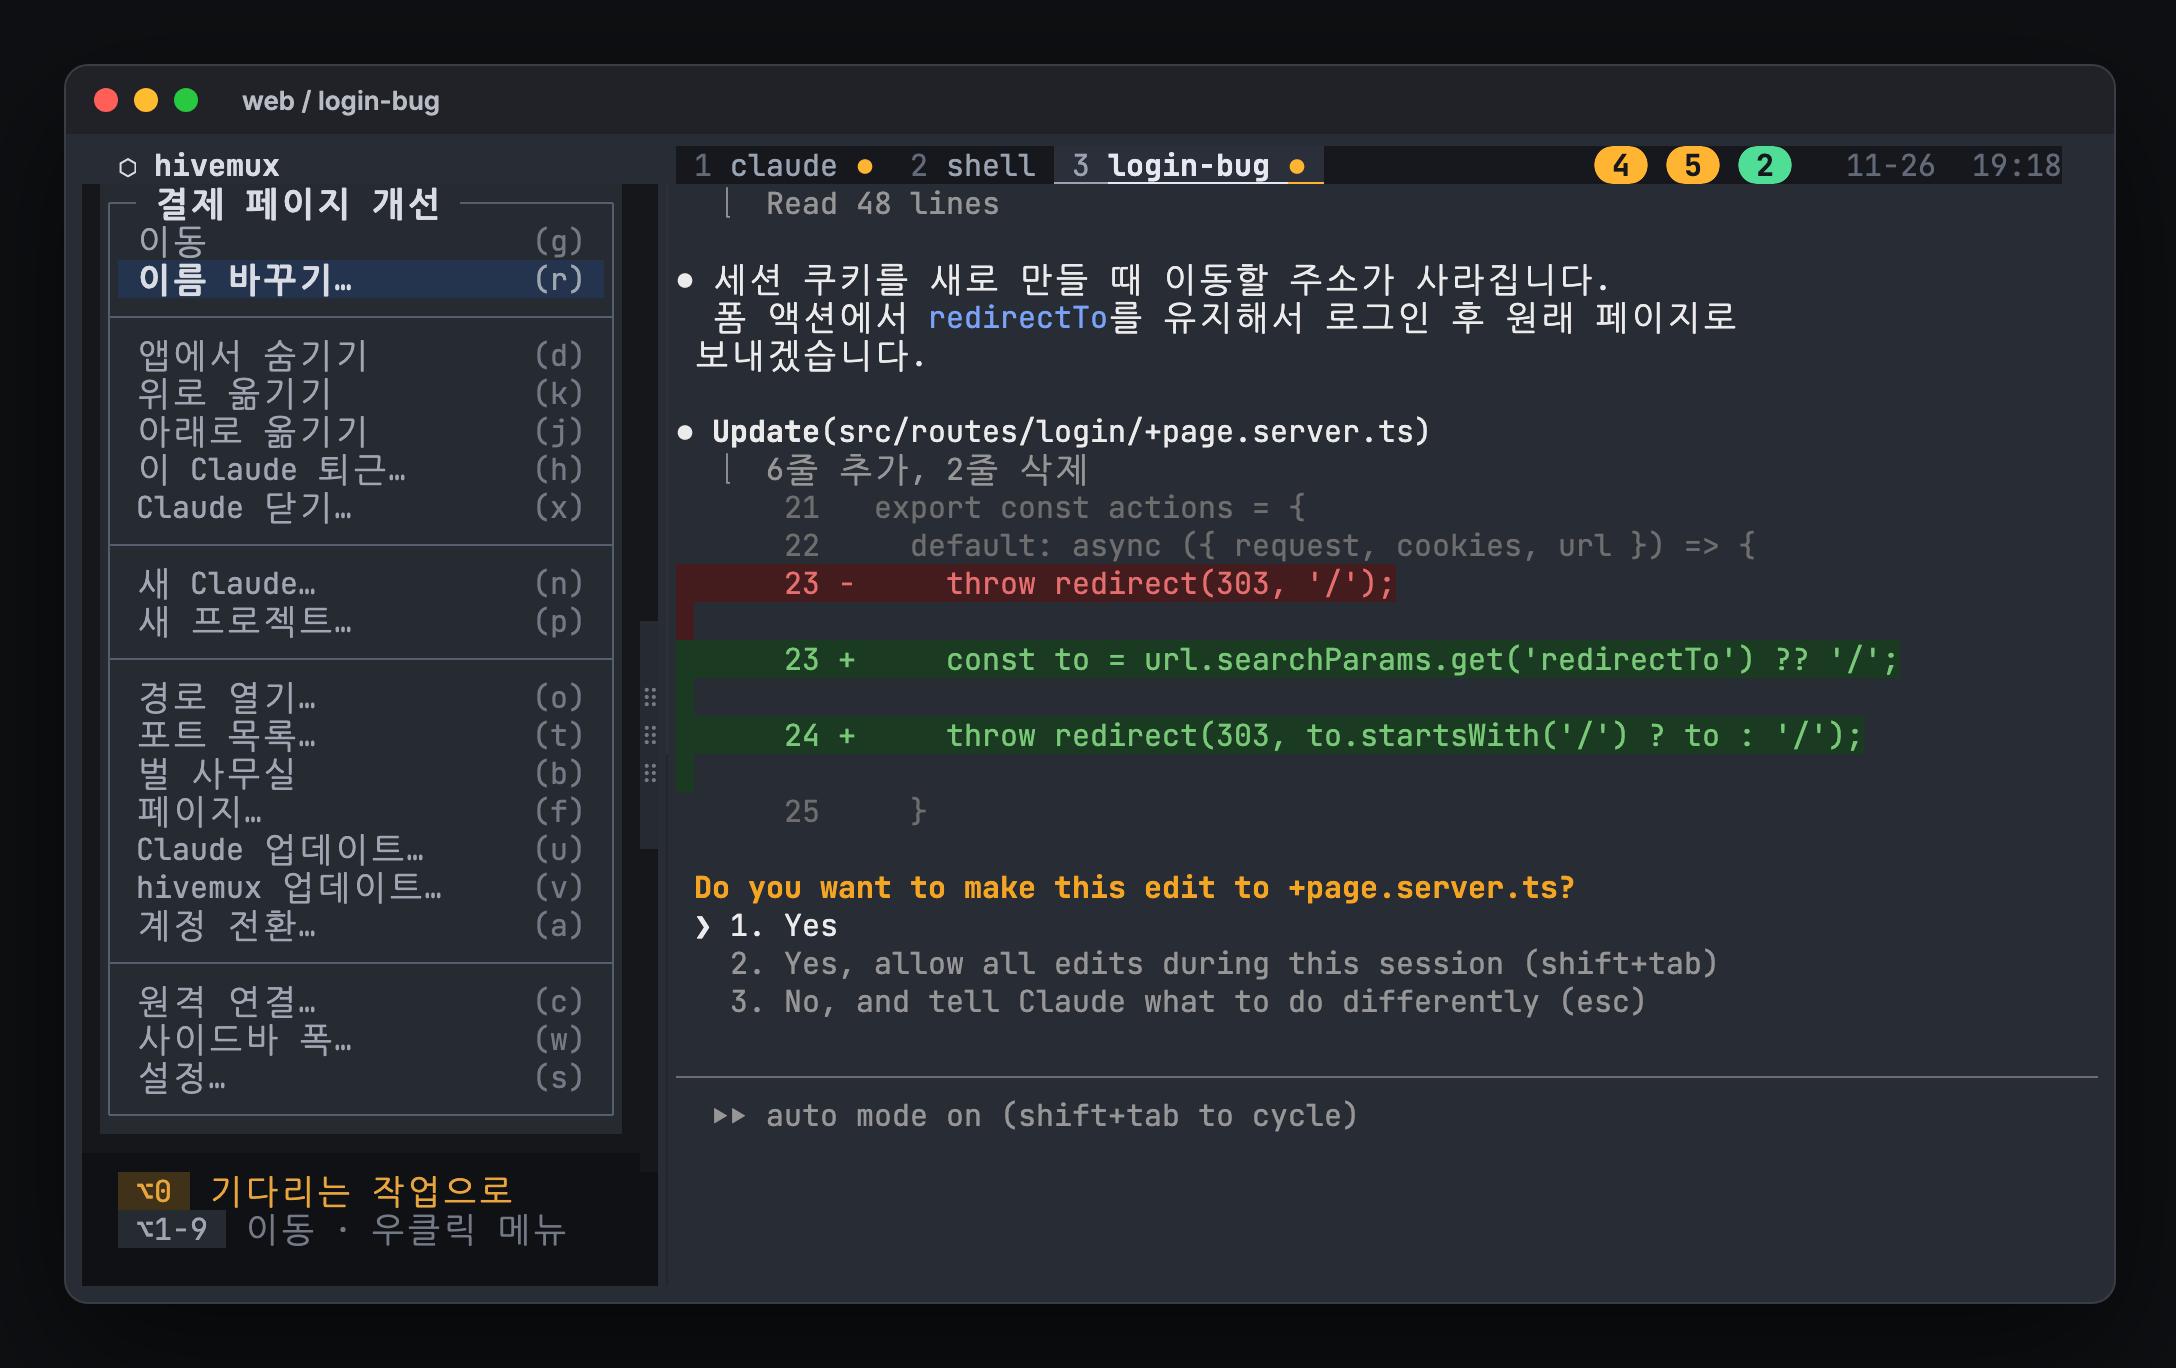 web / login-bug
hivemux
1 claude ● 2 shell 3 login-bug ● 4 5 2 11-26 19:18
결제 페이지 개선
이동 (g)
이름 바꾸기… (r)
앱에서 숨기기 (d)
위로 옮기기 (k)
아래로 옮기기 (j)
이 Claude 퇴근… (h)
Claude 닫기… (x)
새 Claude… (n)
새 프로젝트… (p)
경로 열기… (o)
포트 목록… (t)
벌 사무실 (b)
페이지… (f)
Claude 업데이트… (u)
hivemux 업데이트… (v)
계정 전환… (a)
원격 연결… (c)
사이드바 폭… (w)
설정… (s)
⌥0 기다리는 작업으로
⌥1-9 이동 · 우클릭 메뉴
⎣ Read 48 lines
● 세션 쿠키를 새로 만들 때 이동할 주소가 사라집니다.
폼 액션에서 redirectTo를 유지해서 로그인 후 원래 페이지로
보내겠습니다.
● Update(src/routes/login/+page.server.ts)
⎣ 6줄 추가, 2줄 삭제
21 export const actions = {
22 default: async ({ request, cookies, url }) => {
23 - throw redirect(303, '/');
23 + const to = url.searchParams.get('redirectTo') ?? '/';
24 + throw redirect(303, to.startsWith('/') ? to : '/');
25 }
Do you want to make this edit to +page.server.ts?
❯ 1. Yes
2. Yes, allow all edits during this session (shift+tab)
3. No, and tell Claude what to do differently (esc)
▸▸ auto mode on (shift+tab to cycle)